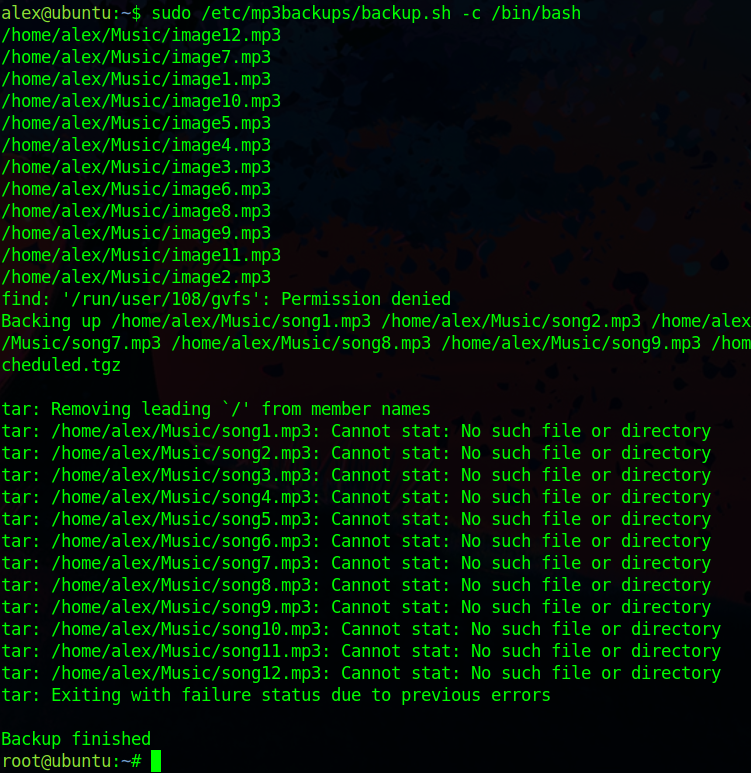 alex@ubuntu:~$ sudo /etc/mp3backups/backup.sh -c /bin/bash
/home/alex/Music/image12.mp3
/home/alex/Music/image7.mp3
/home/alex/Music/image1.mp3
/home/alex/Music/image10.mp3
/home/alex/Music/image5.mp3
/home/alex/Music/image4.mp3
/home/alex/Music/image3.mp3
/home/alex/Music/image6.mp3
/home/alex/Music/image8.mp3
/home/alex/Music/image9.mp3
/home/alex/Music/image11.mp3
/home/alex/Music/image2.mp3
find: '/run/user/108/gvfs': Permission denied
Backing up /home/alex/Music/song1.mp3 /home/alex/Music/song2.mp3 /home/alex
/Music/song7.mp3 /home/alex/Music/song8.mp3 /home/alex/Music/song9.mp3 /hom
cheduled.tgz
tar: Removing leading `/' from member names
tar: /home/alex/Music/song1.mp3: Cannot stat: No such file or directory
tar: /home/alex/Music/song2.mp3: Cannot stat: No such file or directory
tar: /home/alex/Music/song3.mp3: Cannot stat: No such file or directory
tar: /home/alex/Music/song4.mp3: Cannot stat: No such file or directory
tar: /home/alex/Music/song5.mp3: Cannot stat: No such file or directory
tar: /home/alex/Music/song6.mp3: Cannot stat: No such file or directory
tar: /home/alex/Music/song7.mp3: Cannot stat: No such file or directory
tar: /home/alex/Music/song8.mp3: Cannot stat: No such file or directory
tar: /home/alex/Music/song9.mp3: Cannot stat: No such file or directory
tar: /home/alex/Music/song10.mp3: Cannot stat: No such file or directory
tar: /home/alex/Music/song11.mp3: Cannot stat: No such file or directory
tar: /home/alex/Music/song12.mp3: Cannot stat: No such file or directory
tar: Exiting with failure status due to previous errors
Backup finished
root@ubuntu:~#